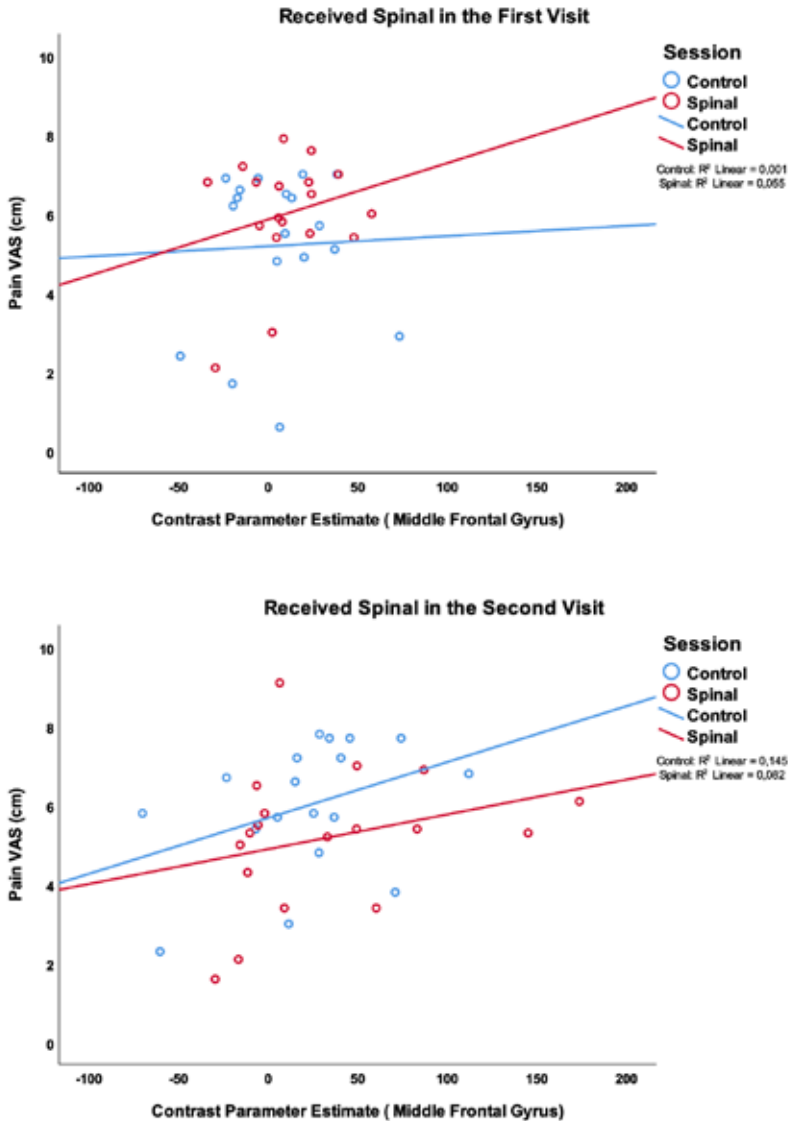 Received Spinal in the First Visit
Session
Control
Spinal
Control
Spinal
Control: R² Linear = 0,001
Spinal: R² Linear = 0,055
10
8
6
4
2
0
Pain VAS (cm)
-100 -50 0 50 100 150 200
Contrast Parameter Estimate ( Middle Frontal Gyrus)
Received Spinal in the Second Visit
Session
Control
Spinal
Control
Spinal
Control: R² Linear = 0,145
Spinal: R² Linear = 0,082
10
8
6
4
2
0
Pain VAS (cm)
-100 -50 0 50 100 150 200
Contrast Parameter Estimate ( Middle Frontal Gyrus)